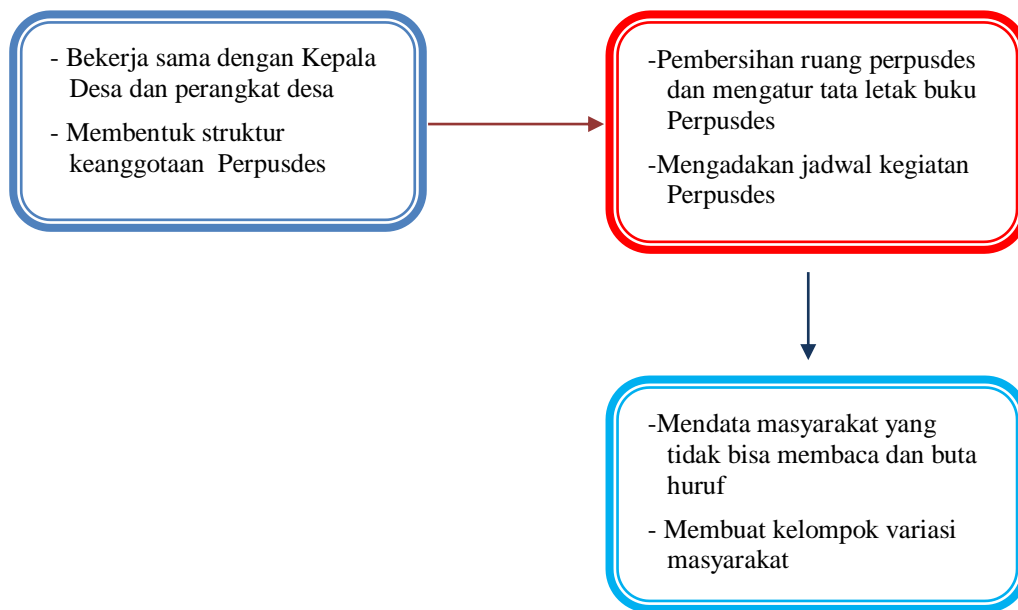 - Bekerja sama dengan Kepala
Desa dan perangkat desa
- Membentuk struktur
keanggotaan Perpusdes
-Pembersihan ruang perpusdes
dan mengatur tata letak buku
Perpusdes
-Mengadakan jadwal kegiatan
Perpusdes
-Mendata masyarakat yang
tidak bisa membaca dan buta
huruf
- Membuat kelompok variasi
masyarakat